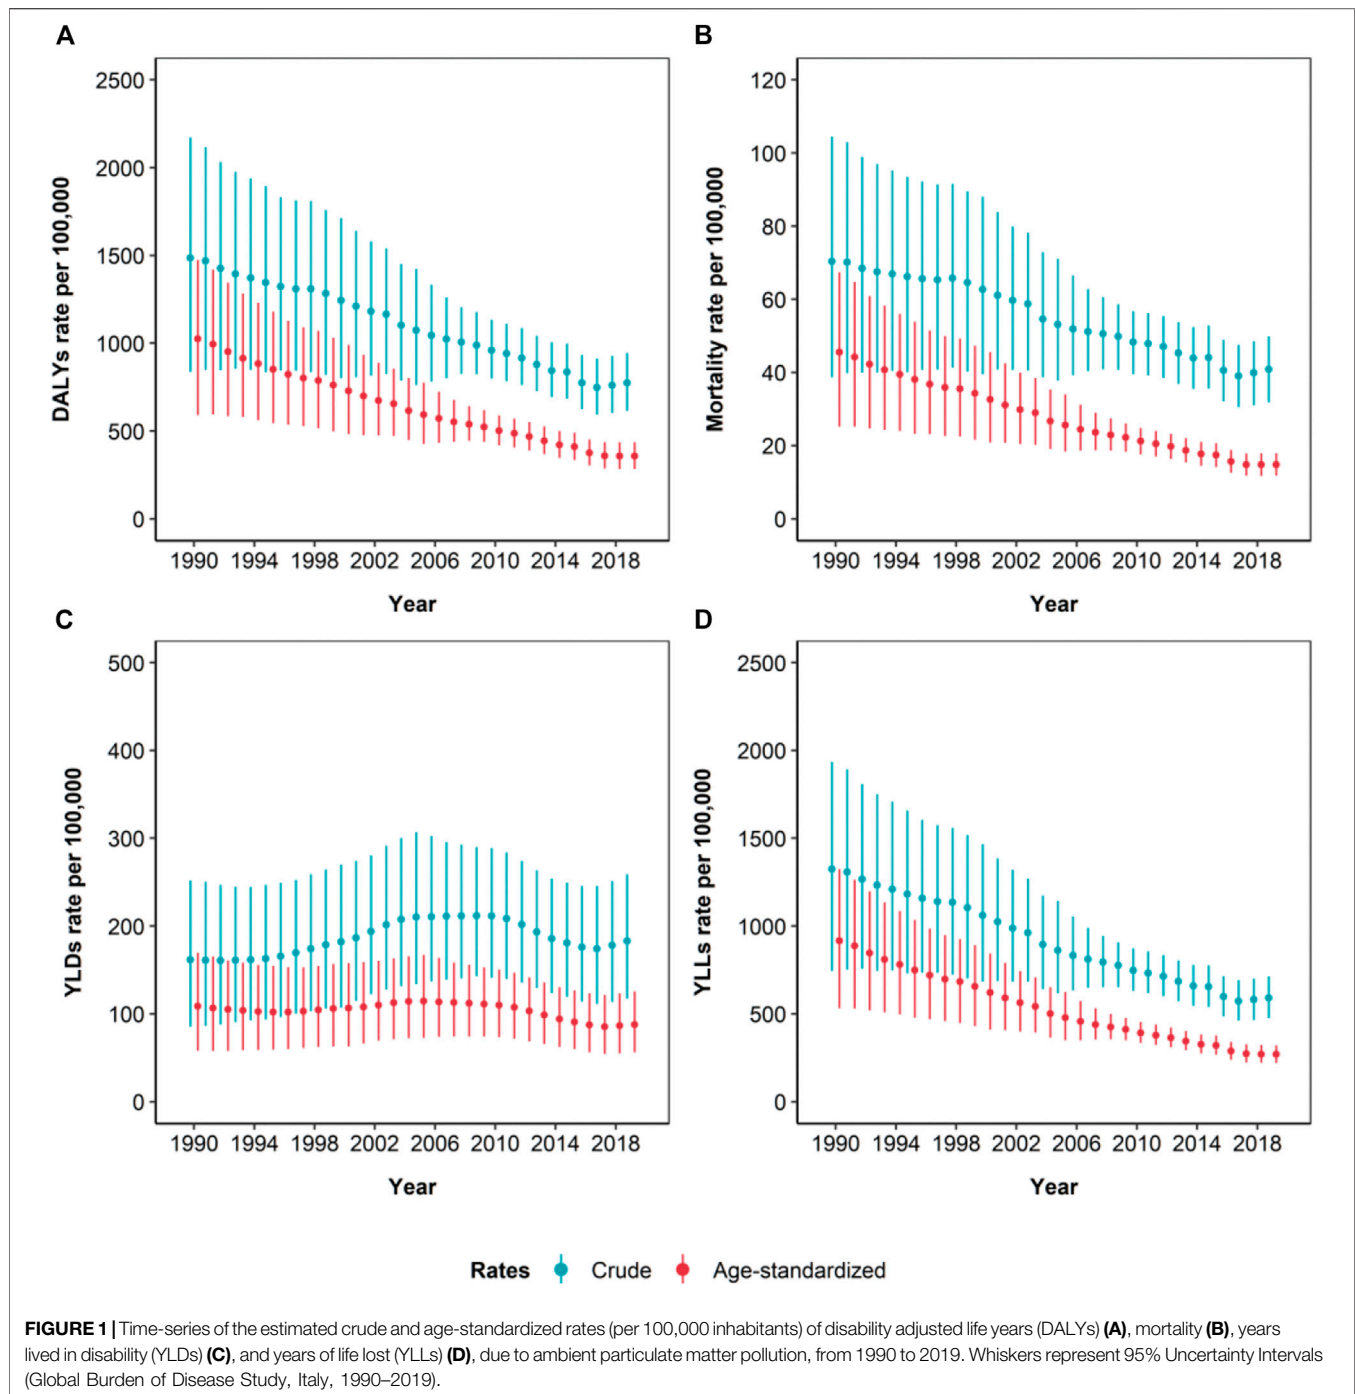 A
DALYs rate per 100,000
2500
2000
1500
1000
500
0
1990 1994 1998 2002 2006 2010 2014 2018
Year
B
Mortality rate per 100,000
120
100
80
60
40
20
0
1990 1994 1998 2002 2006 2010 2014 2018
Year
C
YLDs rate per 100,000
500
400
300
200
100
0
1990 1994 1998 2002 2006 2010 2014 2018
Year
D
YLLs rate per 100,000
2500
2000
1500
1000
500
0
1990 1994 1998 2002 2006 2010 2014 2018
Year
Rates Crude Age-standardized
FIGURE 1 | Time-series of the estimated crude and age-standardized rates (per 100,000 inhabitants) of disability adjusted life years (DALYs) (A), mortality (B), years
lived in disability (YLDs) (C), and years of life lost (YLLs) (D), due to ambient particulate matter pollution, from 1990 to 2019. Whiskers represent 95% Uncertainty Intervals
(Global Burden of Disease Study, Italy, 1990–2019).